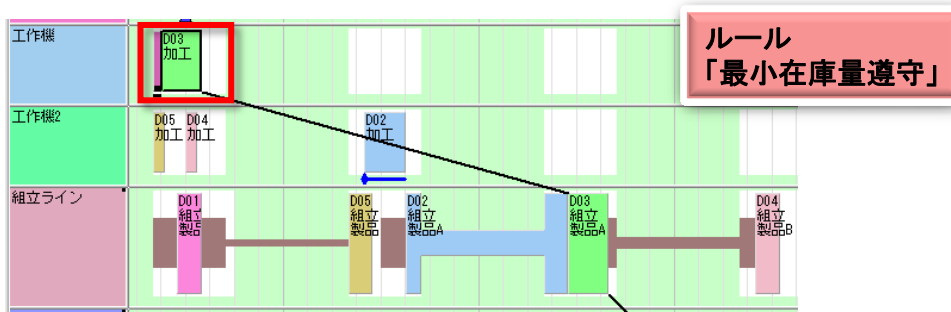 工作機
D03
加工
ルール
「最小在庫量遵守」
工作機2
D05 D04
加工 加工
D02
加工
組立ライン
D01
組立
製品
D05
組立
製品
D02
組立
製品A
D03
組立
製品A
D04
組立
製品B